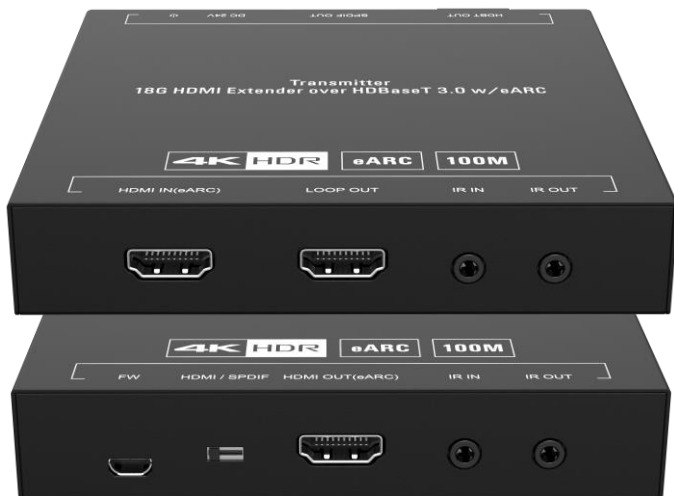 ⏻ DC 24V SPDIF OUT HDBT OUT
Transmitter
18G HDMI Extender over HDBaseT 3.0 w/eARC
4K HDR eARC 100M
HDMI IN(eARC) LOOP OUT IR IN IR OUT
4K HDR eARC 100M
FW HDMI / SPDIF HDMI OUT(eARC) IR IN IR OUT